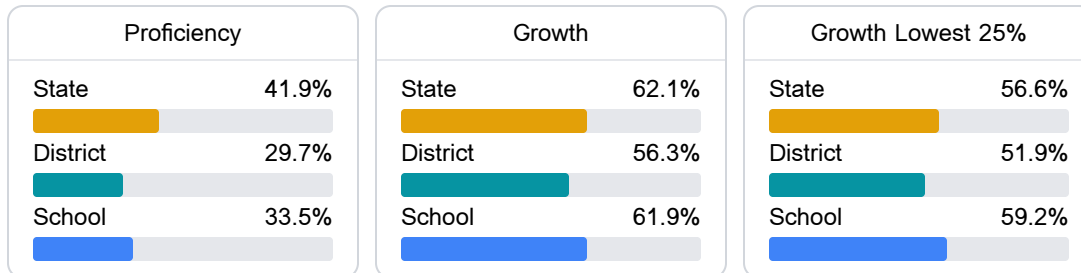 Proficiency
State 41.9%
District 29.7%
School 33.5%
Growth
State 62.1%
District 56.3%
School 61.9%
Growth Lowest 25%
State 56.6%
District 51.9%
School 59.2%